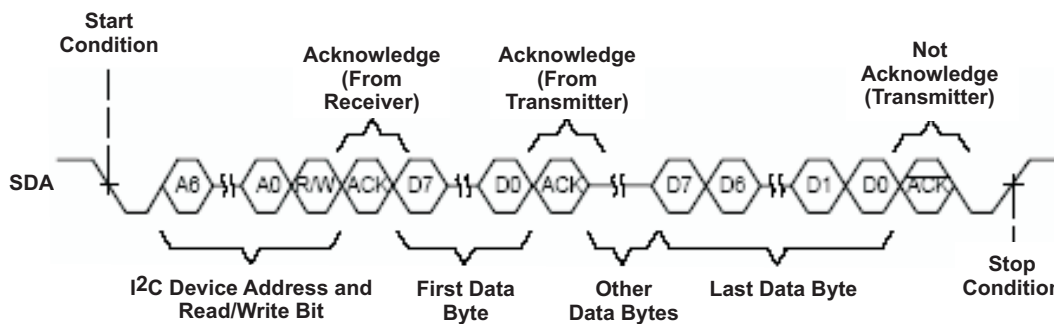 Start
Condition
Acknowledge
(From
Receiver)
Acknowledge
(From
Transmitter)
Not
Acknowledge
(Transmitter)
SDA
A6
A0
R/W
ACK
D7
D0
ACK
D7
D6
D1
D0
ACK
I2C Device Address and
Read/Write Bit
First Data
Byte
Other
Data Bytes
Last Data Byte
Stop
Condition